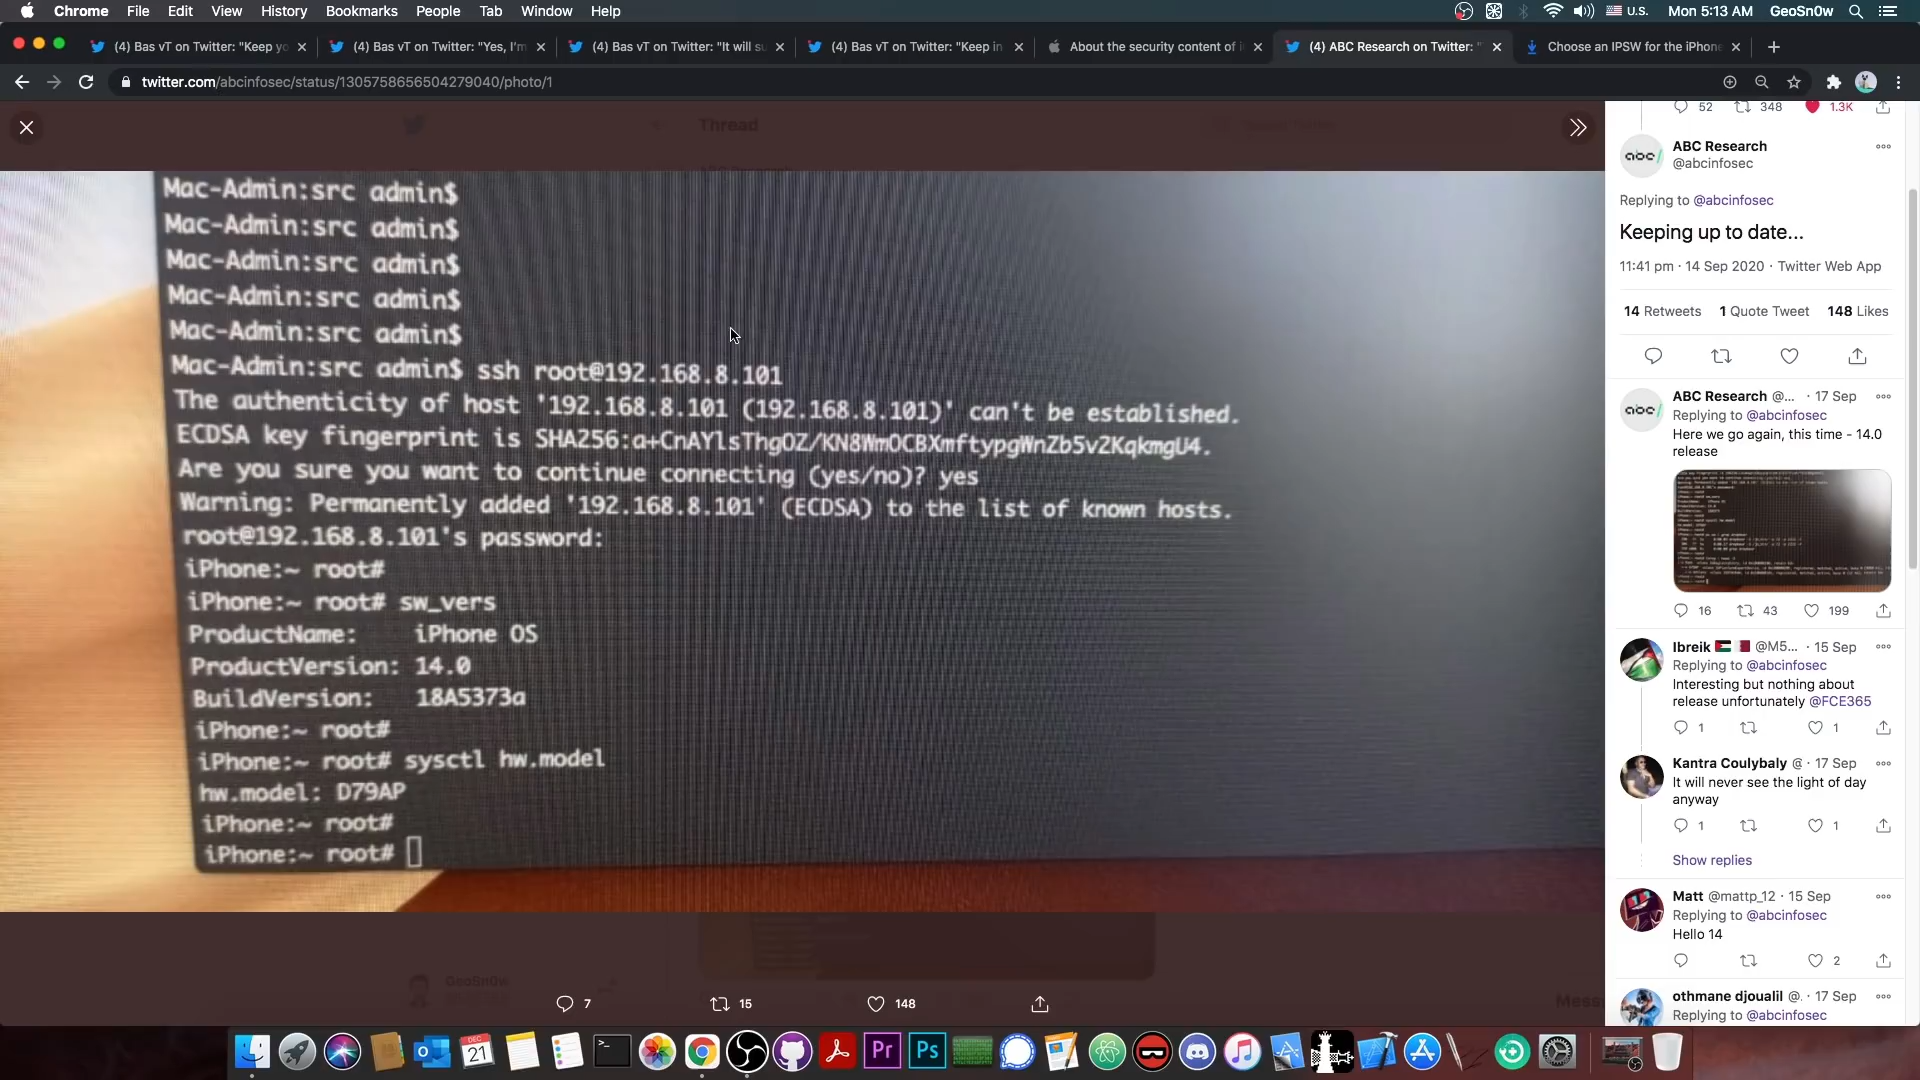 Chrome File Edit View History Bookmarks People Tab Window Help U.S. Mon 5:13 AM GeoSn0w
(4) Bas vT on Twitter: "Keep yo
(4) Bas vT on Twitter: "Yes, I'm
(4) Bas vT on Twitter: "It will su
(4) Bas vT on Twitter: "Keep in
About the security content of i
(4) ABC Research on Twitter: "
Choose an IPSW for the iPhone
twitter.com/abcinfosec/status/1305758656504279040/photo/1
Thread
Mac-Admin:src admin$
Mac-Admin:src admin$
Mac-Admin:src admin$
Mac-Admin:src admin$
Mac-Admin:src admin$
Mac-Admin:src admin$ ssh root@192.168.8.101
The authenticity of host '192.168.8.101 (192.168.8.101)' can't be established.
ECDSA key fingerprint is
Are you sure you want to continue connecting (yes/no)? yes
Warning: Permanently added '192.168.8.101' (ECDSA) to the list of known hosts.
root@192.168.8.101's password:
iPhone:~ root#
iPhone:~ root# sw_vers
ProductName: iPhone OS
ProductVersion: 14.0
BuildVersion: 18A5373a
iPhone:~ root#
iPhone:~ root# sysctl hw.model
hw.model: D79AP
iPhone:~ root#
iPhone:~ root#
GeoSn0w
7 15 148
52 348 1.3K
abc/
ABC Research
@abcinfosec
Replying to @abcinfosec
Keeping up to date...
11:41 pm · 14 Sep 2020 · Twitter Web App
14 Retweets 1 Quote Tweet 148 Likes
abc/
ABC Research @... · 17 Sep
Replying to @abcinfosec
Here we go again, this time - 14.0
release
16 43 199
Ibreik @M5... · 15 Sep
Replying to @abcinfosec
Interesting but nothing about
release unfortunately @FCE365
1 1
Kantra Coulybaly @ · 17 Sep
It will never see the light of day
anyway
1 1
Show replies
Matt @mattp_12 · 15 Sep
Replying to @abcinfosec
Hello 14
2
othmane djoualil @. · 17 Sep
Replying to @abcinfosec
DEC
21
Pr
Ps